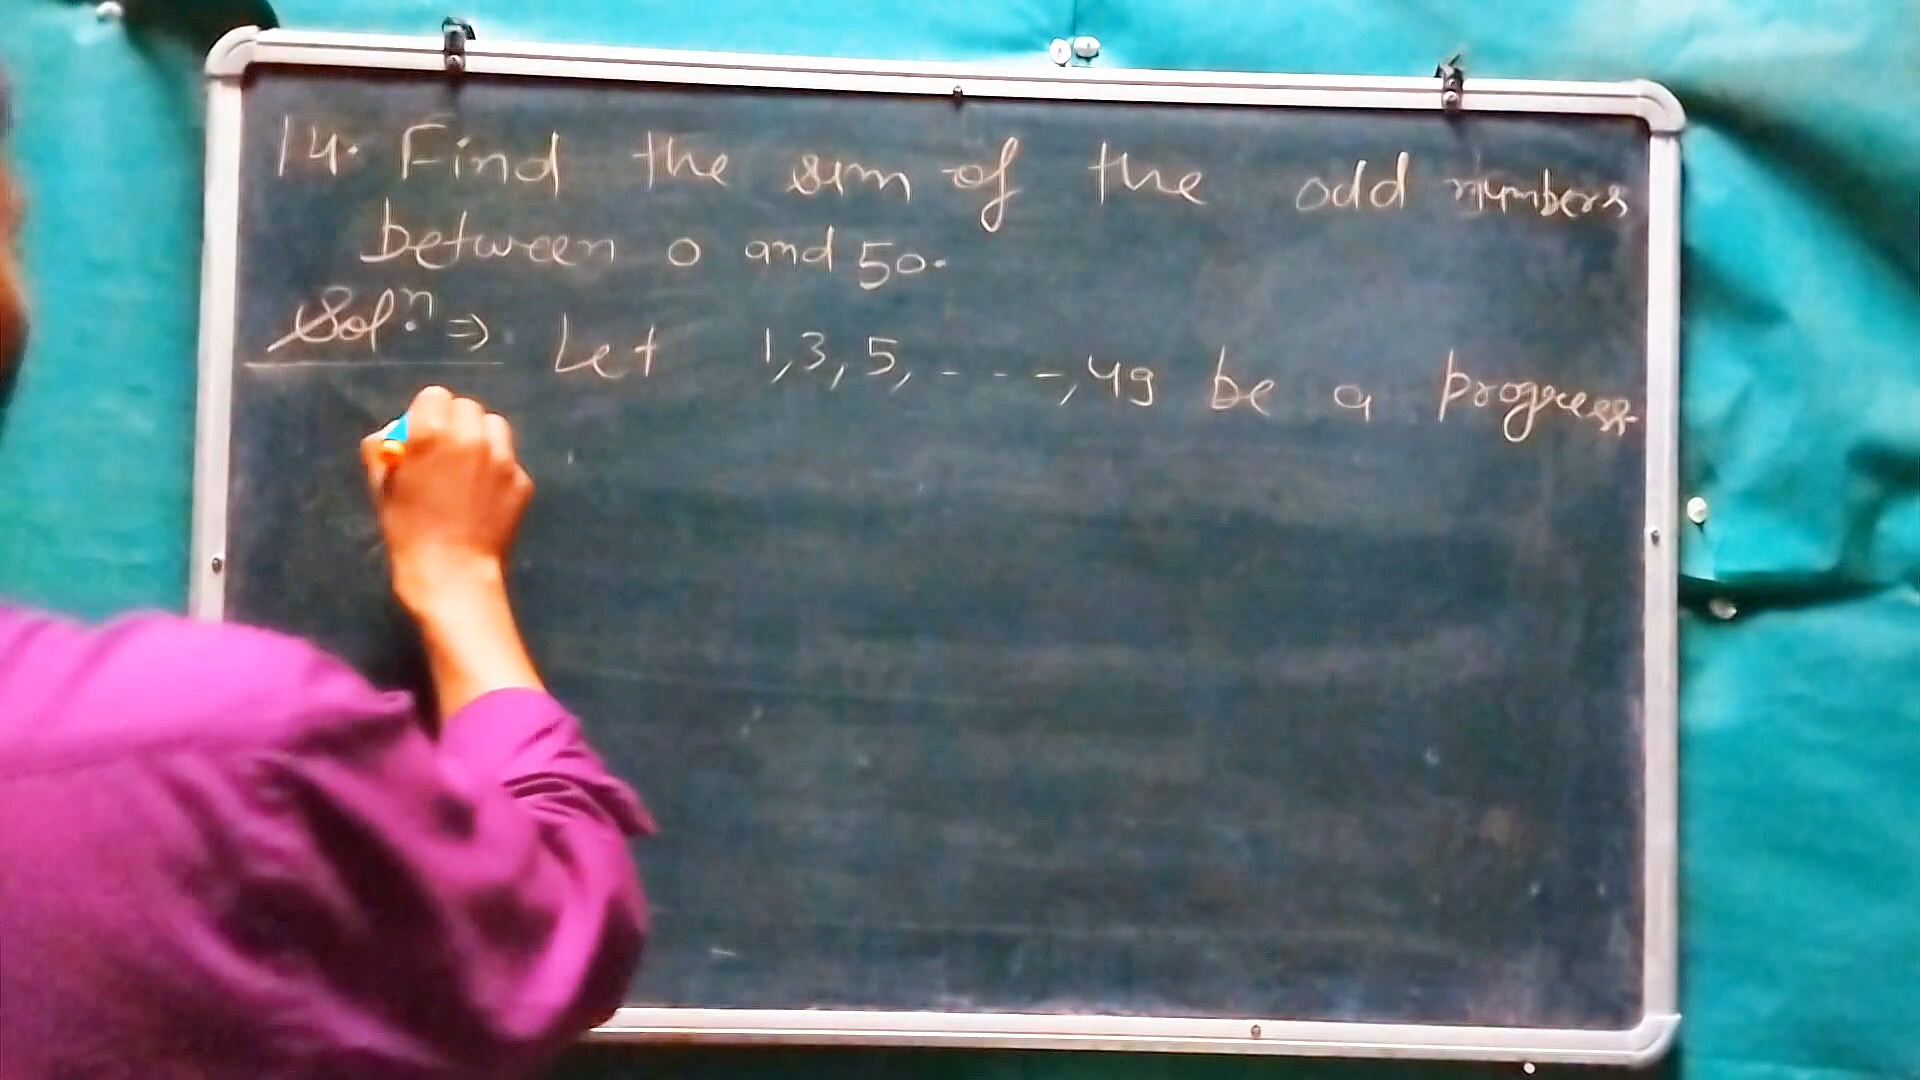 14. Find the sum of the odd numbers
between 0 and 50.
Sol.ⁿ ⇒ Let 1, 3, 5, - - - -, 49 be a progress